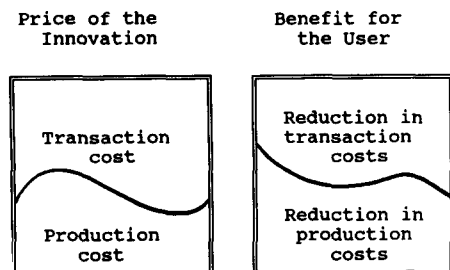 Price of the
Innovation
Transaction
cost
Production
cost
Benefit for
the User
Reduction in
transaction
costs
Reduction in
production
costs